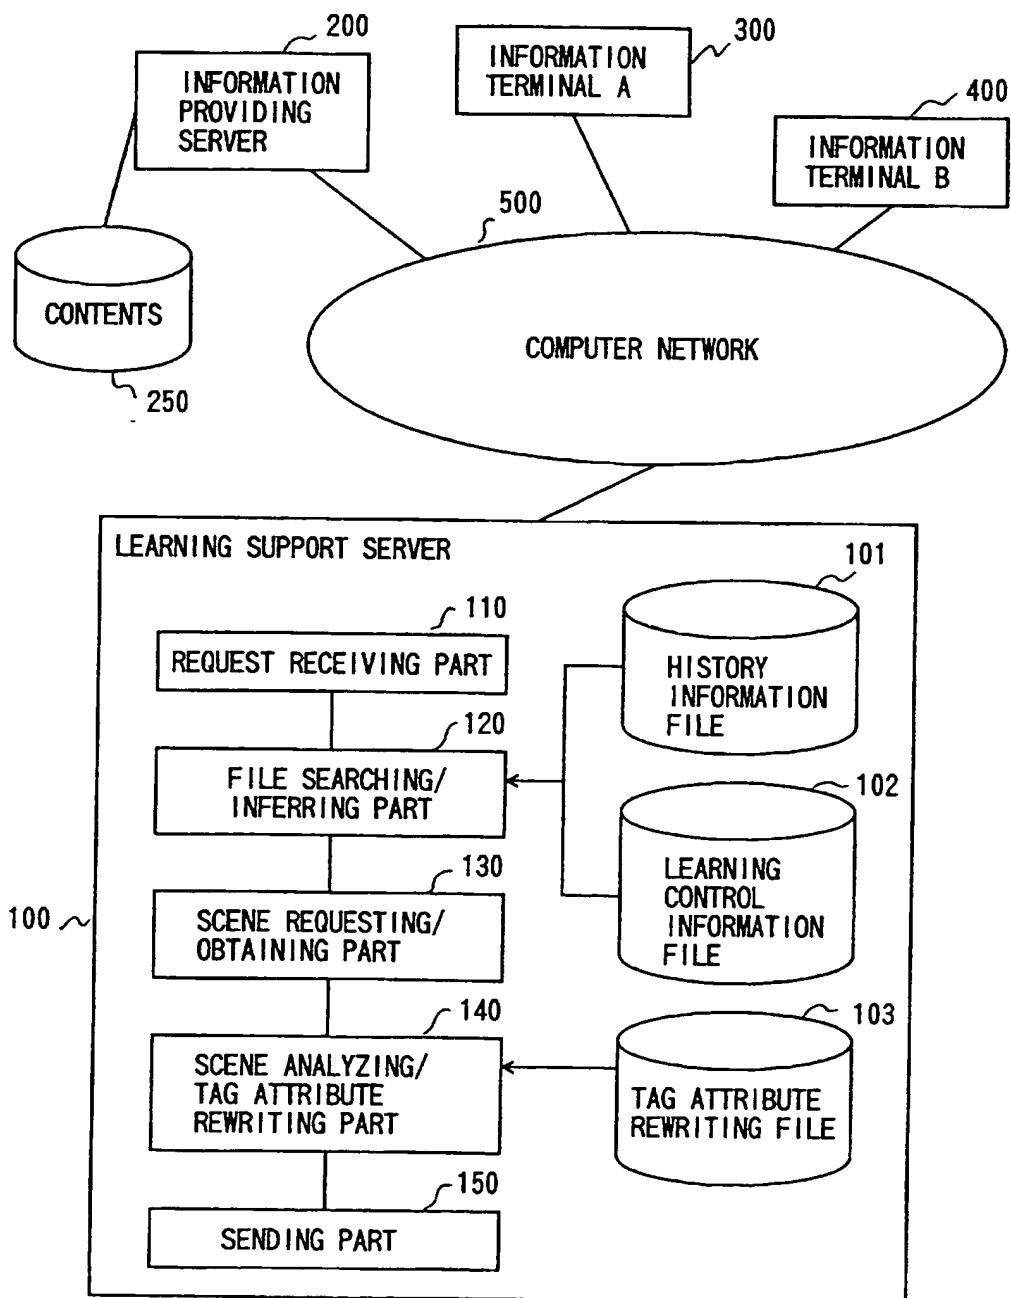 200
INFORMATION
PROVIDING
SERVER
300
INFORMATION
TERMINAL A
400
INFORMATION
TERMINAL B
500
CONTENTS
250
COMPUTER NETWORK
LEARNING SUPPORT SERVER
101
HISTORY
INFORMATION
FILE
110
REQUEST RECEIVING PART
120
FILE SEARCHING/
INFERRING PART
102
LEARNING
CONTROL
INFORMATION
FILE
130
SCENE REQUESTING/
OBTAINING PART
100
140
SCENE ANALYZING/
TAG ATTRIBUTE
REWRITING PART
103
TAG ATTRIBUTE
REWRITING FILE
150
SENDING PART